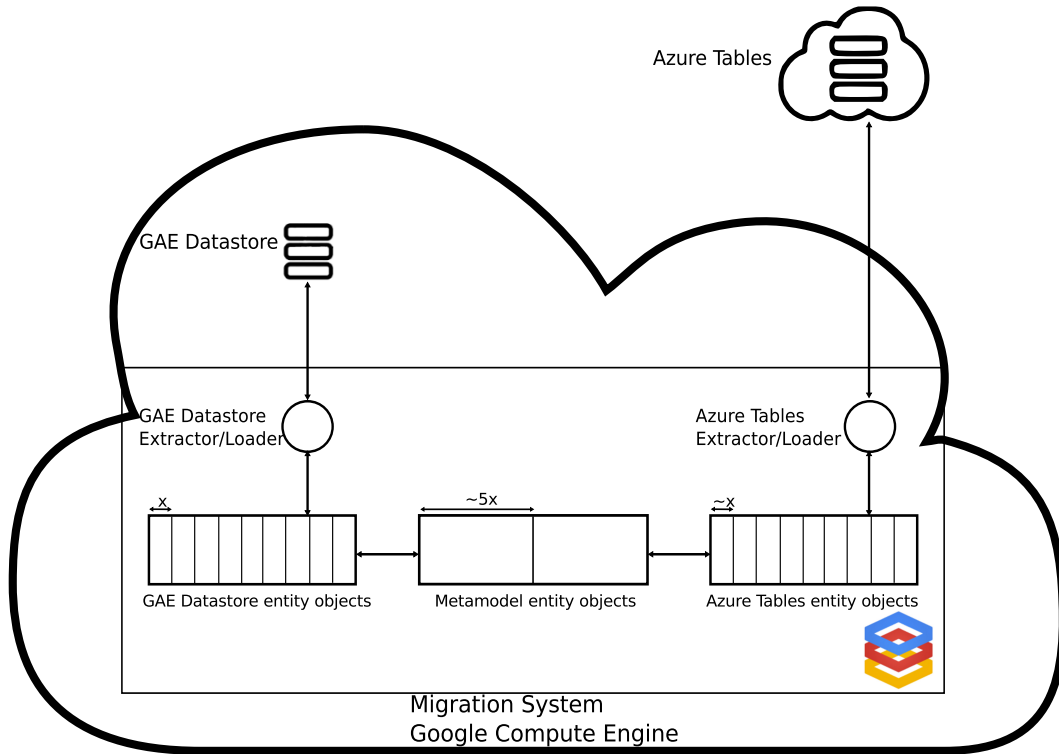 Azure Tables
GAE Datastore
GAE Datastore
Extractor/Loader
Azure Tables
Extractor/Loader
x
~5x
~x
GAE Datastore entity objects
Metamodel entity objects
Azure Tables entity objects
Migration System
Google Compute Engine